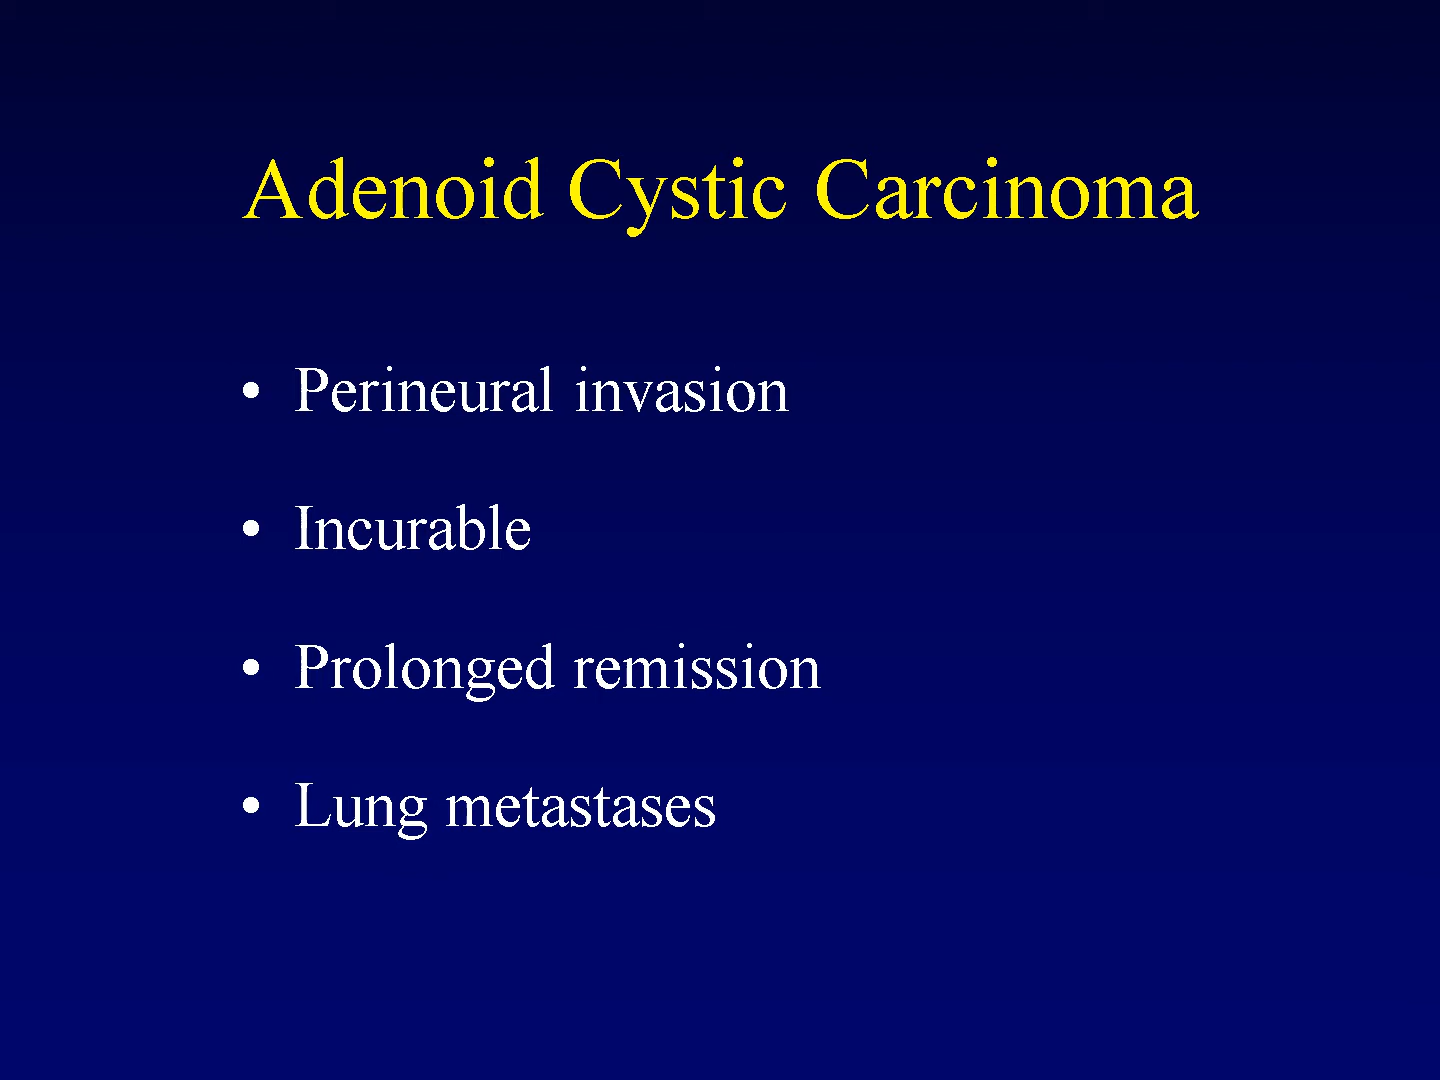 Adenoid Cystic Carcinoma
• Perineural invasion
• Incurable
• Prolonged remission
• Lung metastases